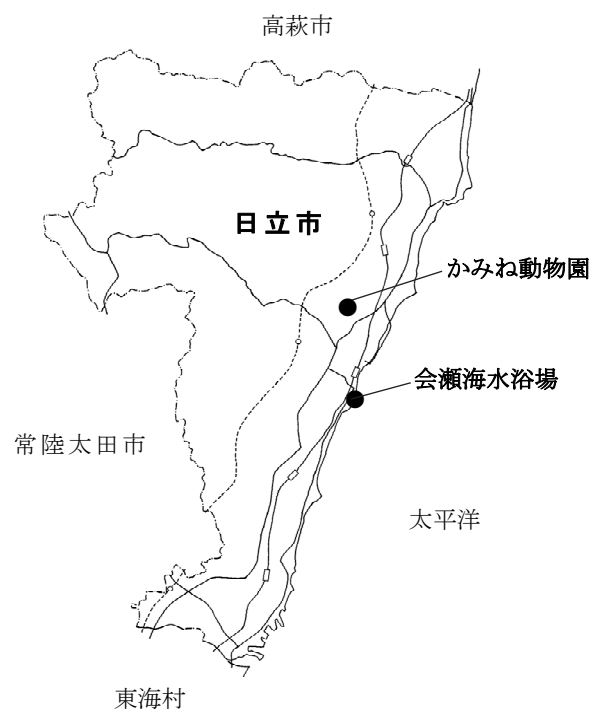 高萩市
日立市
かみね動物園
会瀬海水浴場
常陸太田市
太平洋
東海村